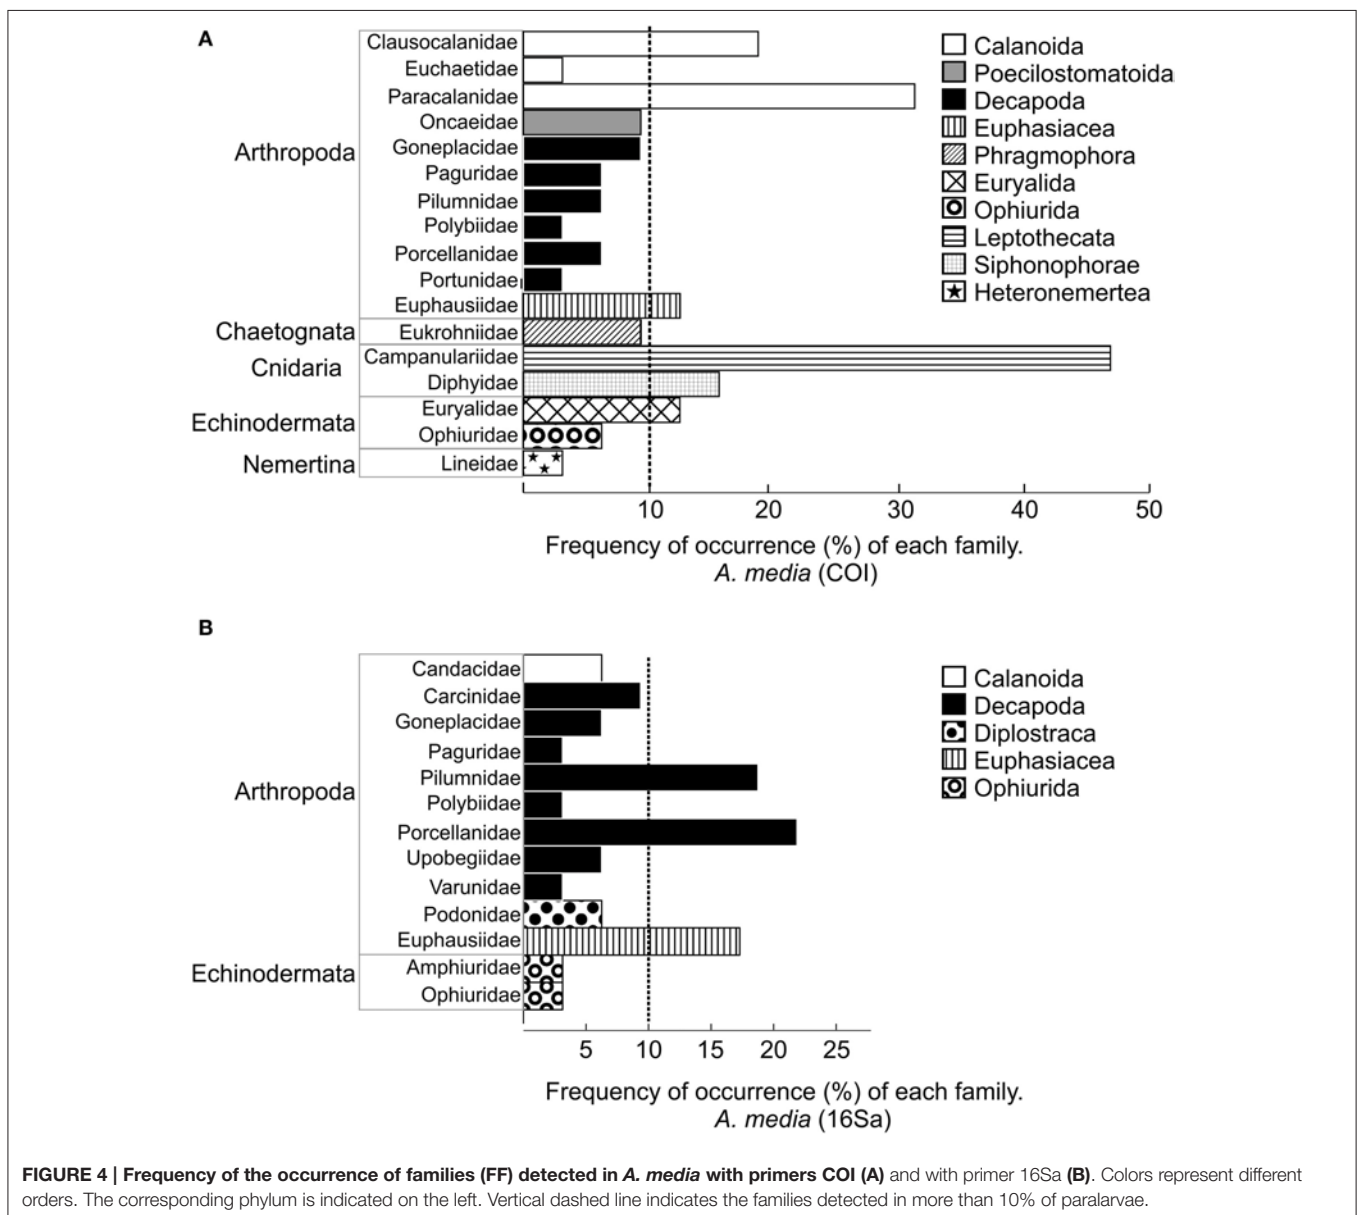 A
Clausocalanidae
Euchaetidae
Paracalanidae
Oncaeidae
Goneplacidae
Paguridae
Pilumnidae
Polybiidae
Porcellanidae
Portunidae
Euphausiidae
Eukrohniidae
Campanulariidae
Diphyidae
Euryalidae
Ophiuridae
Lineidae
Arthropoda
Chaetognata
Cnidaria
Echinodermata
Nemertina
Calanoida
Poecilostomatoida
Decapoda
Euphasiacea
Phragmophora
Euryalida
Ophiurida
Leptothecata
Siphonophorae
Heteronemertea
10 20 30 40 50
Frequency of occurrence (%) of each family.
A. media (COI)
B
Candacidae
Carcinidae
Goneplacidae
Paguridae
Pilumnidae
Polybiidae
Porcellanidae
Upobegiidae
Varunidae
Podonidae
Euphausiidae
Amphiuridae
Ophiuridae
Arthropoda
Echinodermata
Calanoida
Decapoda
Diplostraca
Euphasiacea
Ophiurida
5 10 15 20 25
Frequency of occurrence (%) of each family.
A. media (16Sa)
FIGURE 4 | Frequency of the occurrence of families (FF) detected in A. media with primers COI (A) and with primer 16Sa (B). Colors represent different
orders. The corresponding phylum is indicated on the left. Vertical dashed line indicates the families detected in more than 10% of paralarvae.